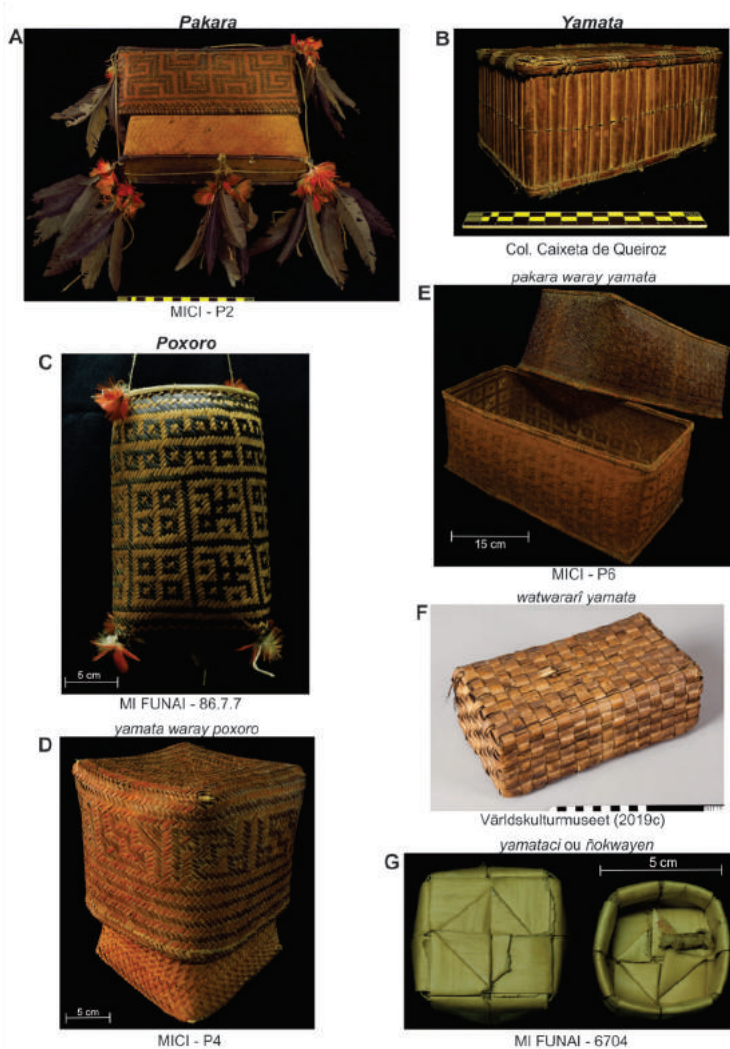 Pakara
A
MICI - P2
Yamata
B
Col. Caixeta de Queiroz
pakara waray yamata
E
15 cm
MICI - P6
Poxoro
C
5 cm
MI FUNAI - 86.7.7
yamata waray poxoro
D
5 cm
MICI - P4
watwararî yamata
F
Världskulturmuseet (2019c)
yamataci ou ñokwayen
G
5 cm
MI FUNAI - 6704